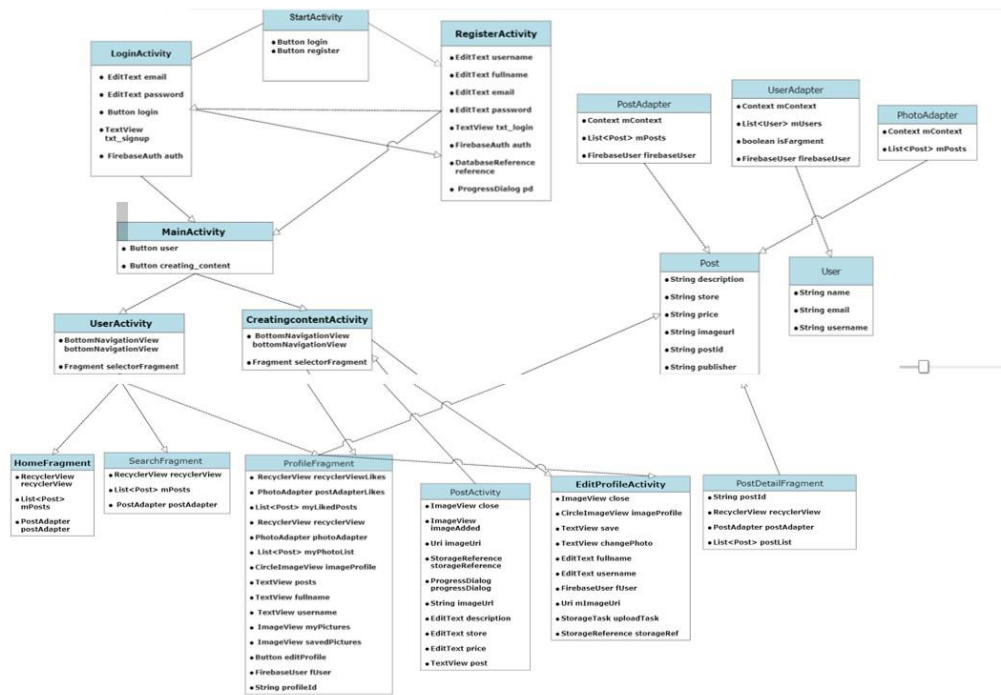 StartActivity
Button login
Button register
LoginActivity
EditText email
EditText password
Button login
TextView
txt_signup
FirebaseAuth auth
RegisterActivity
EditText username
EditText fullname
EditText email
EditText password
TextView txt_login
FirebaseAuth auth
DatabaseReference
reference
ProgressDialog pd
PostAdapter
Context mContext
List<Post> mPosts
FirebaseUser firebaseUser
UserAdapter
Context mContext
List<User> mUsers
boolean isFargment
FirebaseUser firebaseUser
PhotoAdapter
Context mContext
List<Post> mPosts
MainActivity
Button user
Button creating_content
Post
String description
String store
String price
String imageurl
String postid
String publisher
User
String name
String email
String username
UserActivity
BottomNavigationView
bottomNavigationView
Fragment selectorFragment
CreatingcontentActivity
BottomNavigationView
bottomNavigationView
Fragment selectorFragment
HomeFragment
RecyclerView
recyclerView
List<Post>
mPosts
PostAdapter
postAdapter
SearchFragment
RecyclerView recyclerView
List<Post> mPosts
PostAdapter postAdapter
ProfileFragment
RecyclerView recyclerViewLikes
PhotoAdapter postAdapterLikes
List<Post> myLikedPosts
RecyclerView recyclerView
PhotoAdapter photoAdapter
List<Post> myPhotoList
CircleImageView imageProfile
TextView posts
TextView fullname
TextView username
ImageView myPictures
ImageView savedPictures
Button editProfile
FirebaseUser fUser
String profileId
PostActivity
ImageView close
ImageView
imageAdded
Uri imageUri
StorageReference
storageReference
ProgressDialog
progressDialog
String imageUrl
EditText description
EditText store
EditText price
TextView post
EditProfileActivity
ImageView close
CircleImageView imageProfile
TextView save
TextView changePhoto
EditText fullname
EditText username
FirebaseUser fUser
Uri mImageUri
StorageTask uploadTask
StorageReference storageRef
PostDetailFragment
String postId
RecyclerView recyclerView
PostAdapter postAdapter
List<Post> postList